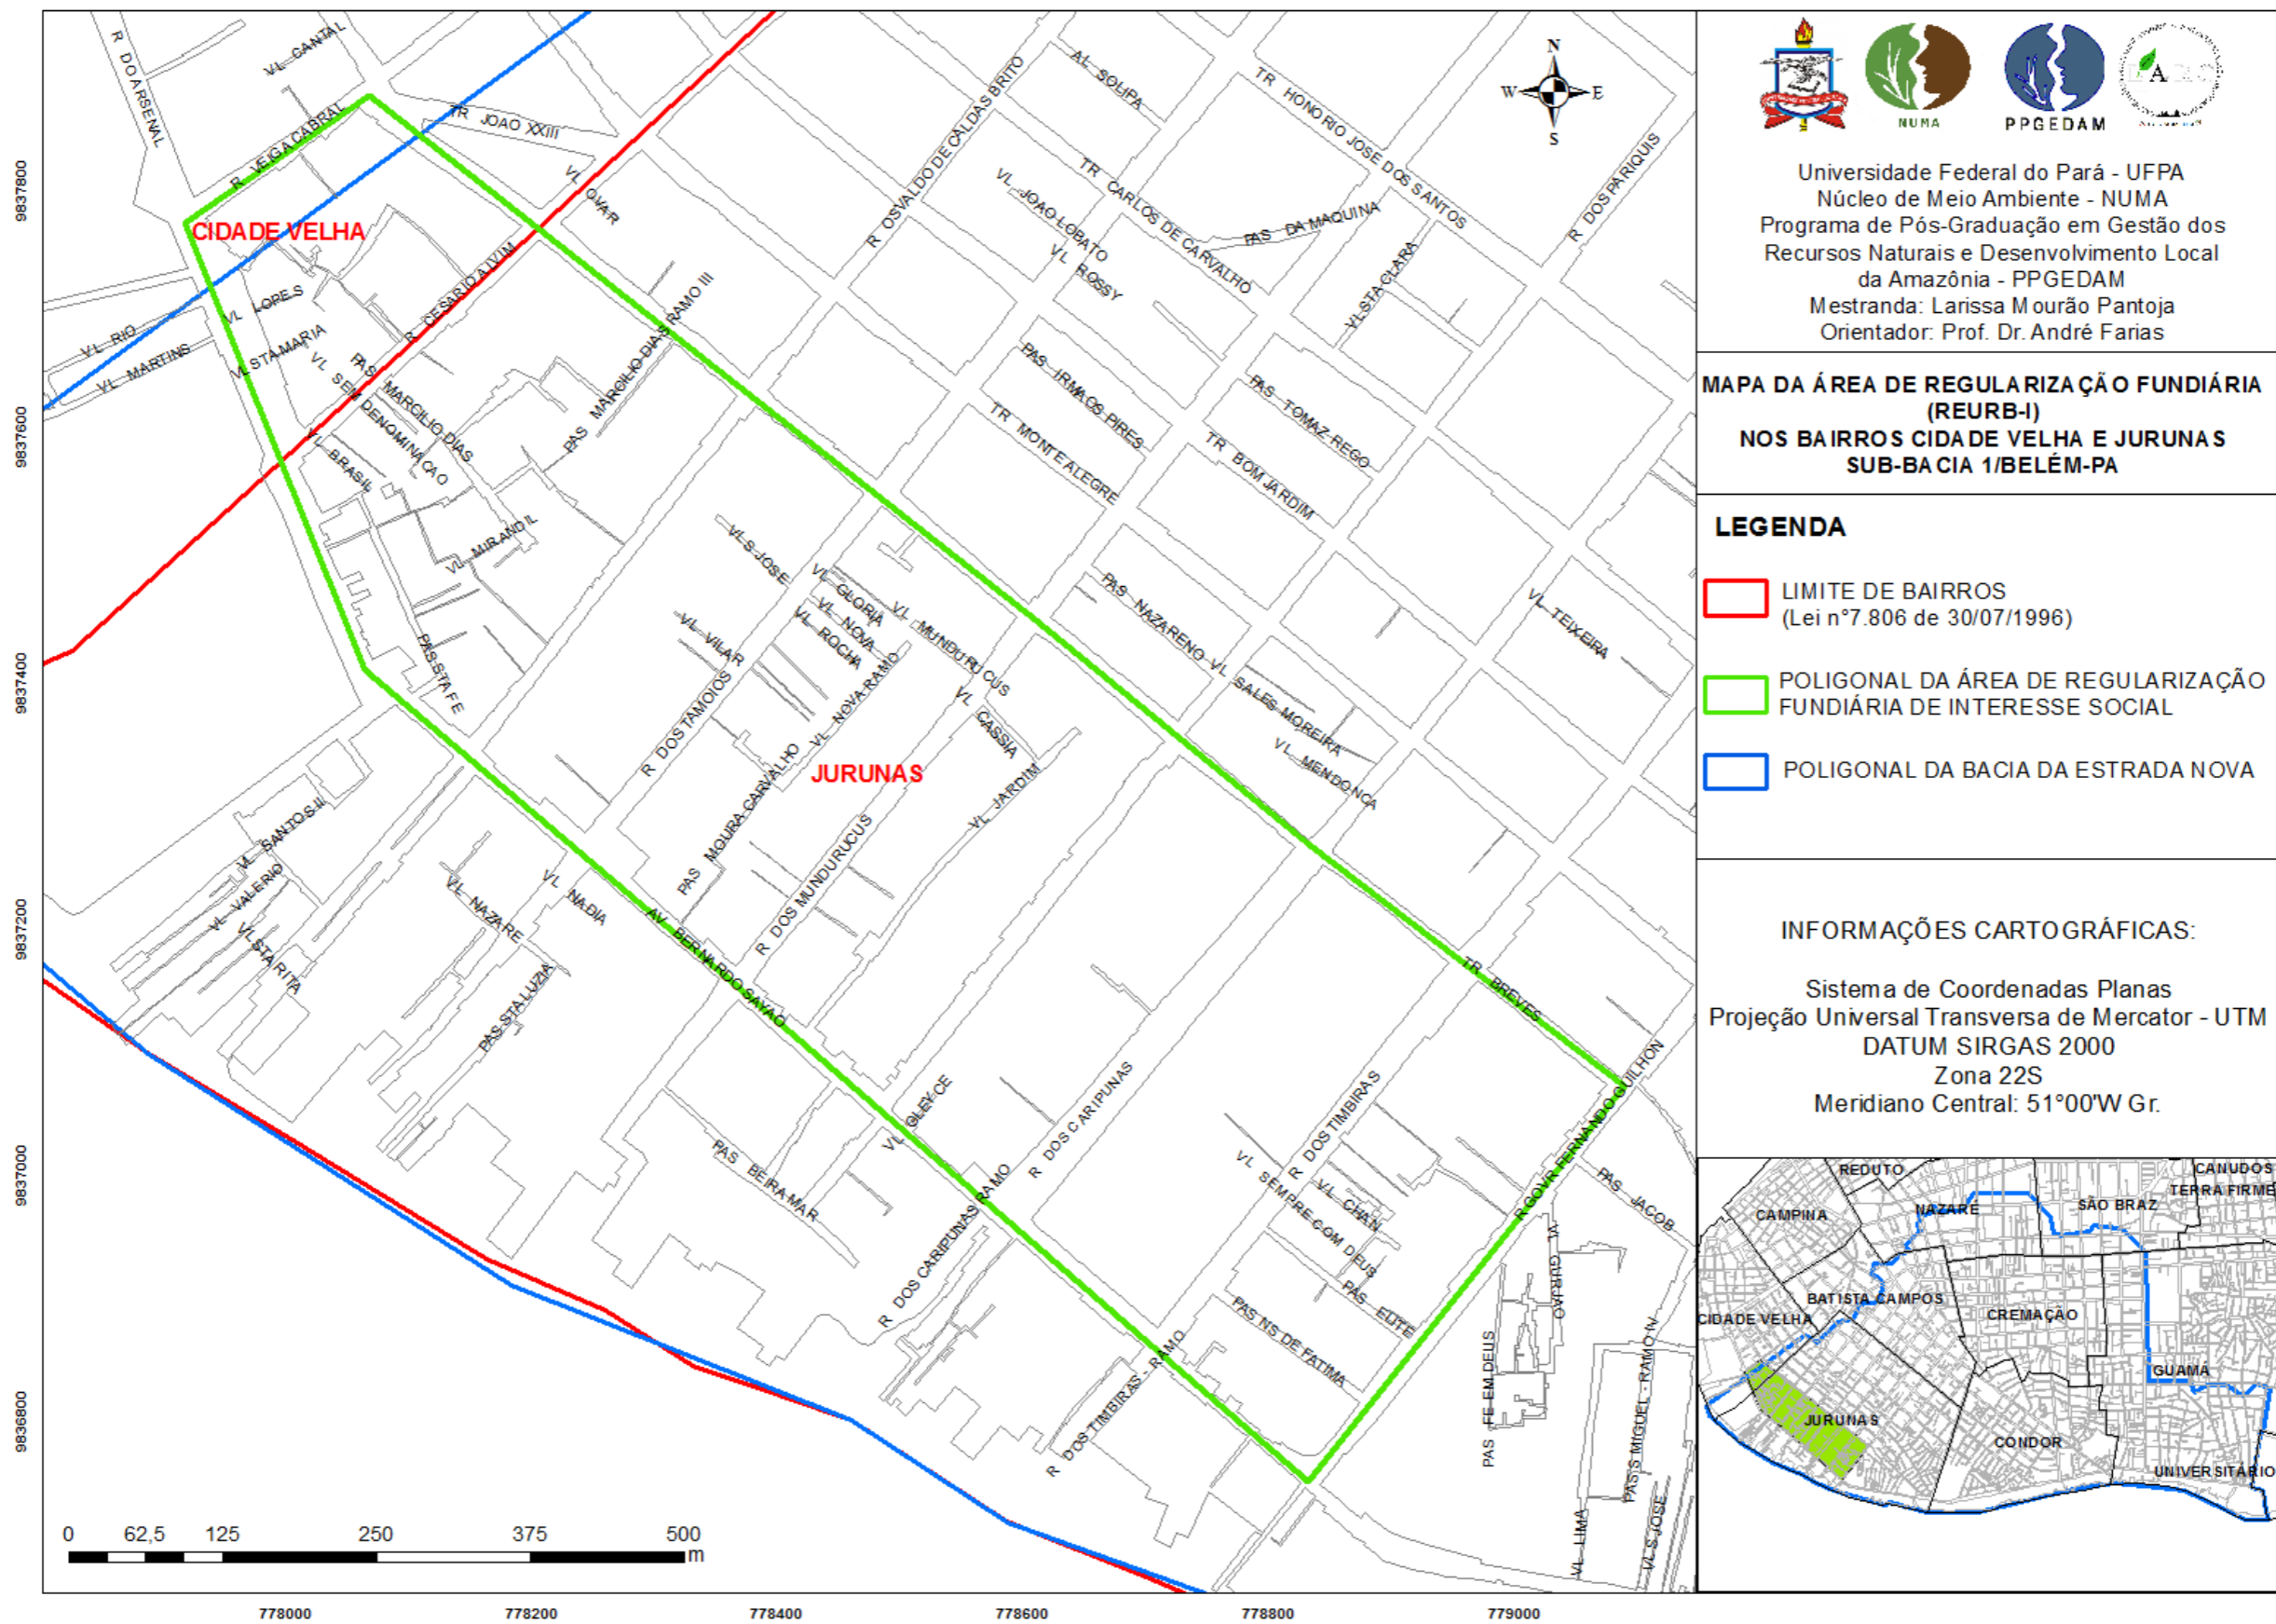 R DO ARSENAL
VL CANTAL
R VEIGA CABRAL
TR JOAO XXIII
VL OVAR
CIDADE VELHA
R OSVALDO DE CALDAS BRITO
AL SOLIPA
TR HONORIO JOSE DOS SANTOS
R DOS PARIQUIS
VL JOAO LOBATO
TR CARLOS DE CARVALHO
PAS DA MAQUINA
VL ROSSY
VL STA CLARA
VL RIO
VL MARTINS
VL LOPES
VL STA MARIA
R CESARIO ALVIM
VL SEM DENOMINACAO
PAS MARCILIO DIAS
PAS MARCILIO DIAS RAMO III
VL BRASIL
VL MIRANDIL
PAS STA FE
PAS IRMAOS PIRES
TR MONTE ALEGRE
PAS TOMAZ REGO
TR BOM JARDIM
VL S JOSE
VL GLORIA
VL NOVA
VL ROCHA
VL MUNDURUCUS
VL VILAR
R DOS TAMOIOS
VL NOVA RAMO
VL CASSIA
VL JARDIM
PAS MOURA CARVALHO
JURUNAS
R DOS MUNDURUCUS
PAS NAZARENO
VL SALES MOREIRA
VL MENDONCA
VL TEIXEIRA
VL SANTOS II
VL VALERIO
VL STA RITA
VL NAZARE
VL NADIA
PAS STA LUZIA
AV BERNARDO SAYAO
TR BREVES
PAS BEIRA MAR
VL GLEYCE
R DOS CARIPUNAS
R DOS CARIPUNAS RAMO
R DOS TIMBIRAS
R GOVR FERNANDO GUILHON
VL SEMPRE COM DEUS
VL CHAN
PAS ELITE
PAS NS DE FATIMA
R DOS TIMBIRAS - RAMO
PAS JACOB
VL GURJAO
PAS FE EM DEUS
PAS S MIGUEL - RAMO IV
VL LIMA
VL S JOSE
N
W E
S
0 62,5 125 250 375 500
m
9837800
9837600
9837400
9837200
9837000
9836800
778000 778200 778400 778600 778800 779000
NUMA
PPGEDAM
Universidade Federal do Pará - UFPA
Núcleo de Meio Ambiente - NUMA
Programa de Pós-Graduação em Gestão dos
Recursos Naturais e Desenvolvimento Local
da Amazônia - PPGEDAM
Mestranda: Larissa Mourão Pantoja
Orientador: Prof. Dr. André Farias
MAPA DA ÁREA DE REGULARIZAÇÃO FUNDIÁRIA
(REURB-I)
NOS BAIRROS CIDADE VELHA E JURUNAS
SUB-BACIA 1/BELÉM-PA
LEGENDA
LIMITE DE BAIRROS
(Lei n°7.806 de 30/07/1996)
POLIGONAL DA ÁREA DE REGULARIZAÇÃO
FUNDIÁRIA DE INTERESSE SOCIAL
POLIGONAL DA BACIA DA ESTRADA NOVA
INFORMAÇÕES CARTOGRÁFICAS:
Sistema de Coordenadas Planas
Projeção Universal Transversa de Mercator - UTM
DATUM SIRGAS 2000
Zona 22S
Meridiano Central: 51°00'W Gr.
REDUTO
CANUDOS
TERRA FIRME
CAMPINA
NAZARÉ
SÃO BRAZ
BATISTA CAMPOS
CIDADE VELHA
CREMAÇÃO
GUAMÁ
JURUNAS
CONDOR
UNIVERSITÁRIO